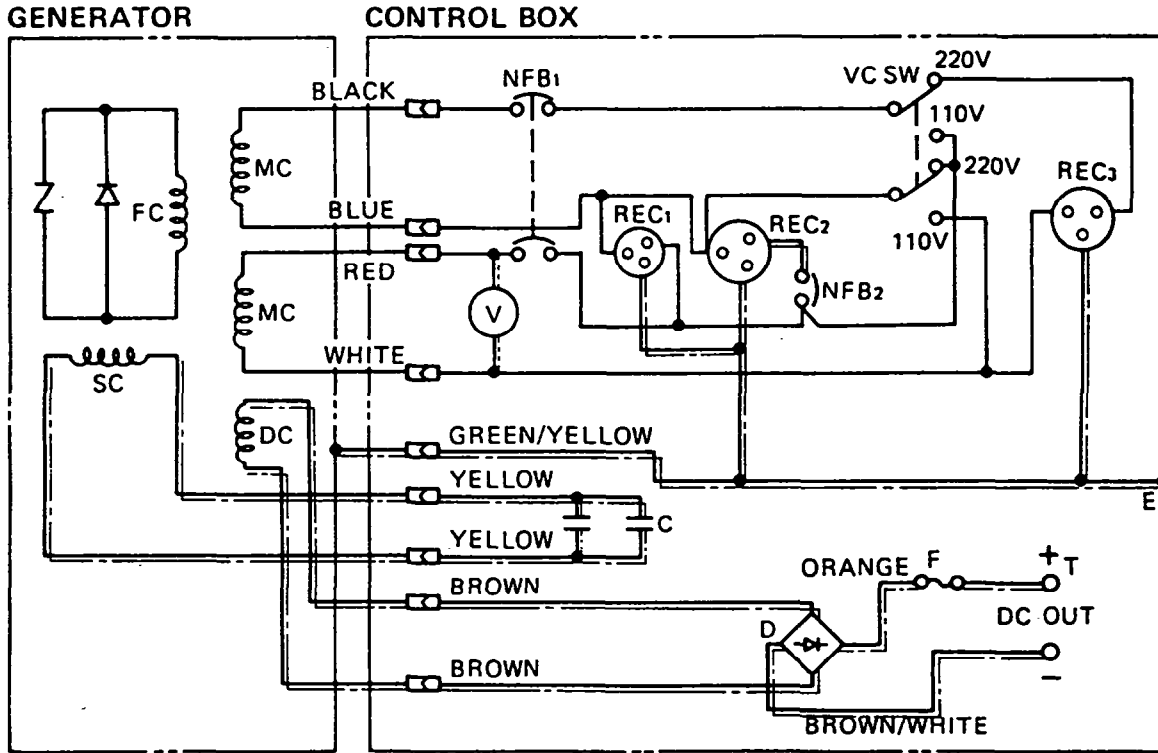 GENERATOR
CONTROL BOX
BLACK
NFB1
VC SW
220V
110V
MC
220V
REC3
FC
BLUE
REC1
REC2
110V
RED
NFB2
MC
V
WHITE
SC
DC
GREEN/YELLOW
YELLOW
E
C
YELLOW
ORANGE
F
+
T
BROWN
DC OUT
D
BROWN
−
BROWN/WHITE